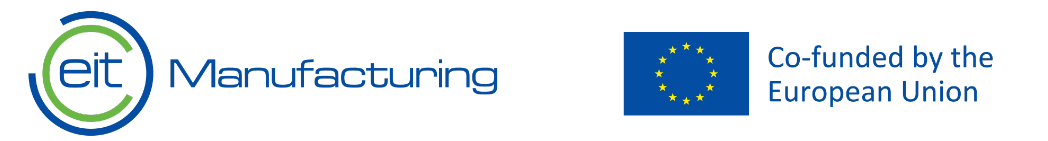 eit Manufacturing
Co-funded by the
European Union